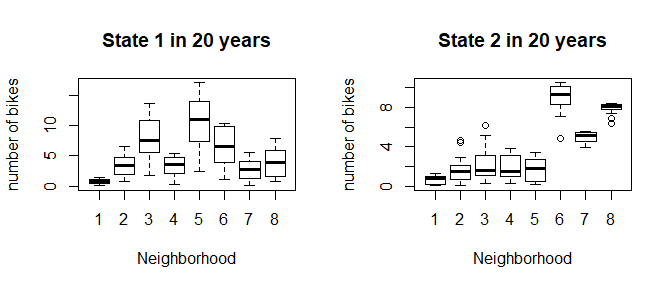 State 1 in 20 years
number of bikes
10
5
0
1 2 3 4 5 6 7 8
Neighborhood
State 2 in 20 years
number of bikes
8
4
0
1 2 3 4 5 6 7 8
Neighborhood